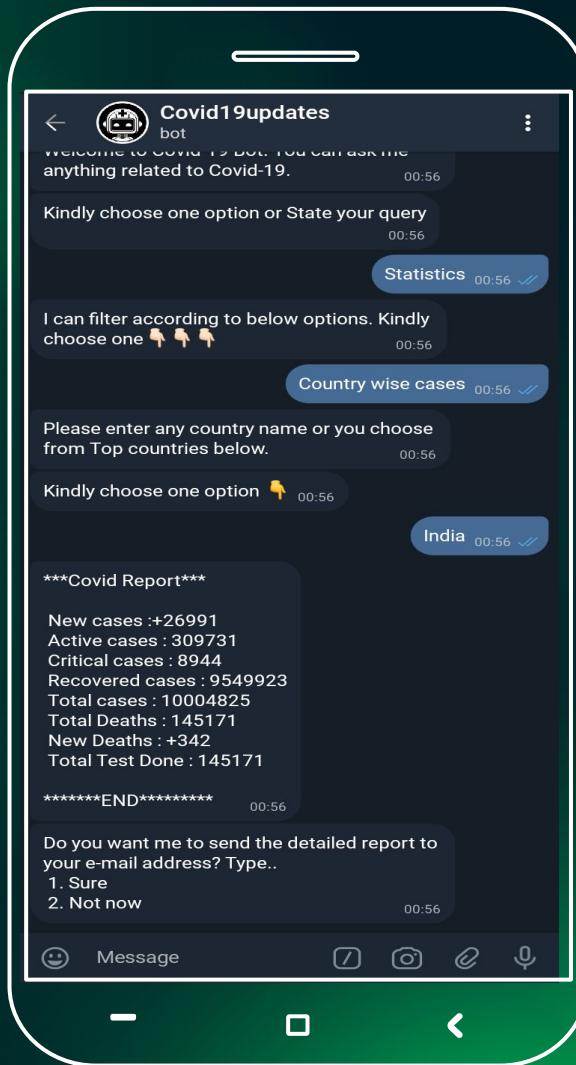 Covid19updates
bot
Welcome to Covid-19 Bot. You can ask me
anything related to Covid-19. 00:56
Kindly choose one option or State your query
00:56
Statistics 00:56
I can filter according to below options. Kindly
choose one 👇🏻 👇🏻 👇🏻 00:56
Country wise cases 00:56
Please enter any country name or you choose
from Top countries below. 00:56
Kindly choose one option 👇 00:56
India 00:56
***Covid Report***
New cases :+26991
Active cases : 309731
Critical cases : 8944
Recovered cases : 9549923
Total cases : 10004825
Total Deaths : 145171
New Deaths : +342
Total Test Done : 145171
*******END********* 00:56
Do you want me to send the detailed report to
your e-mail address? Type..
1. Sure
2. Not now 00:56
Message